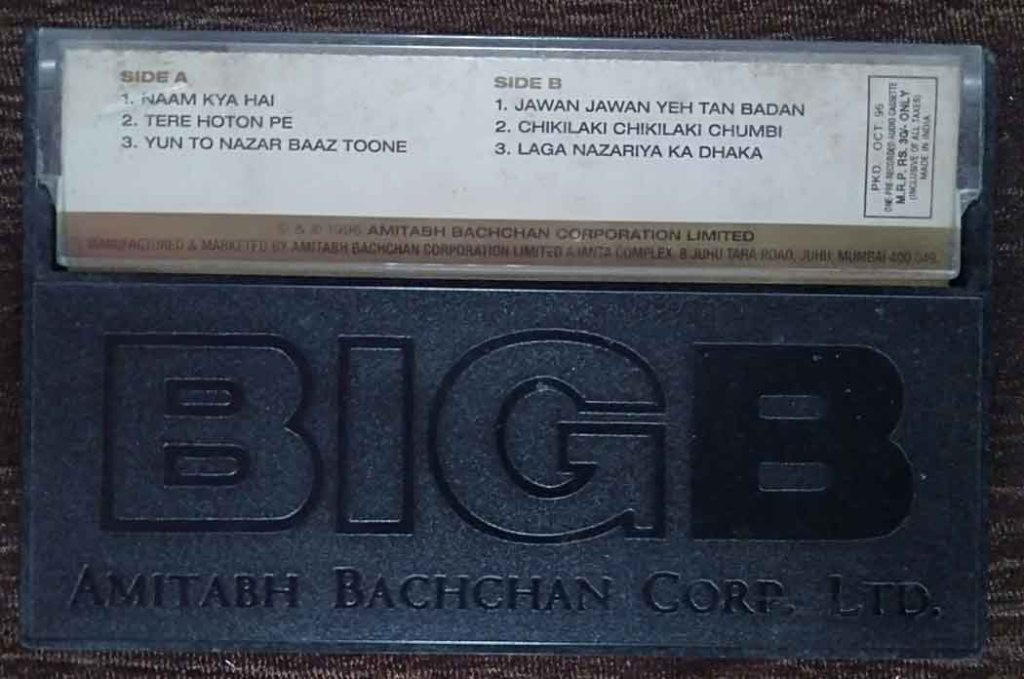 SIDE A
1. NAAM KYA HAI
2. TERE HOTON PE
3. YUN TO NAZAR BAAZ TOONE
SIDE B
1. JAWAN JAWAN YEH TAN BADAN
2. CHIKILAKI CHIKILAKI CHUMBI
3. LAGA NAZARIYA KA DHAKA
PKD. OCT. 96
ONE PRE-RECORDED AUDIO CASSETTE
M.R.P. RS. 30/- ONLY
(INCLUSIVE OF ALL TAXES)
MADE IN INDIA
© & ℗ 1996 AMITABH BACHCHAN CORPORATION LIMITED
MANUFACTURED & MARKETED BY AMITABH BACHCHAN CORPORATION LIMITED AJANTA COMPLEX, 8 JUHU TARA ROAD, JUHU, MUMBAI-400 049.
BIGB
AMITABH BACHCHAN CORP. LTD.